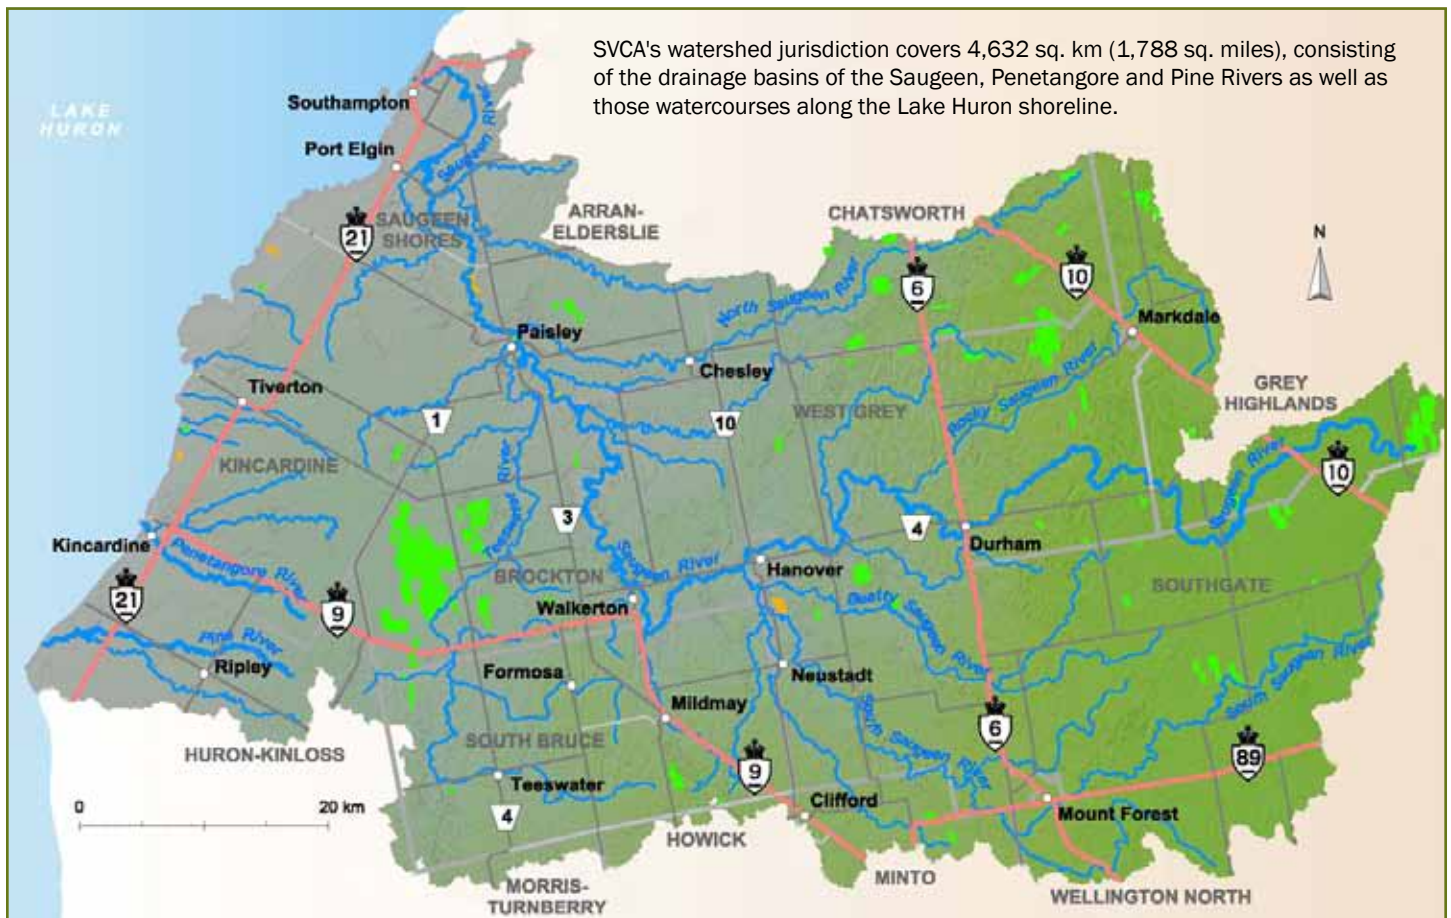 SVCA's watershed jurisdiction covers 4,632 sq. km (1,788 sq. miles), consisting
of the drainage basins of the Saugeen, Penetangore and Pine Rivers as well as
those watercourses along the Lake Huron shoreline.
LAKE
HURON
Southampton
Saugeen River
Port Elgin
Saugeen
SAUGEEN
SHORES
21
ARRAN-
ELDERSLIE
CHATSWORTH
N
6
10
North Saugeen River
Markdale
Paisley
Chesley
Tiverton
1
10
WEST GREY
Rocky Saugeen River
GREY
HIGHLANDS
KINCARDINE
Teeswater River
3
4
Saugeen River
10
Kincardine
Penetangore River
Durham
Saugeen River
Hanover
BROCKTON
SOUTHGATE
21
9
Walkerton
Beatty Saugeen River
Pine River
Ripley
Formosa
Neustadt
South Saugeen River
Mildmay
South Saugeen River
6
HURON-KINLOSS
SOUTH BRUCE
9
89
Teeswater
0 20 km
4
Clifford
Mount Forest
HOWICK
MINTO
MORRIS-
TURNBERRY
WELLINGTON NORTH